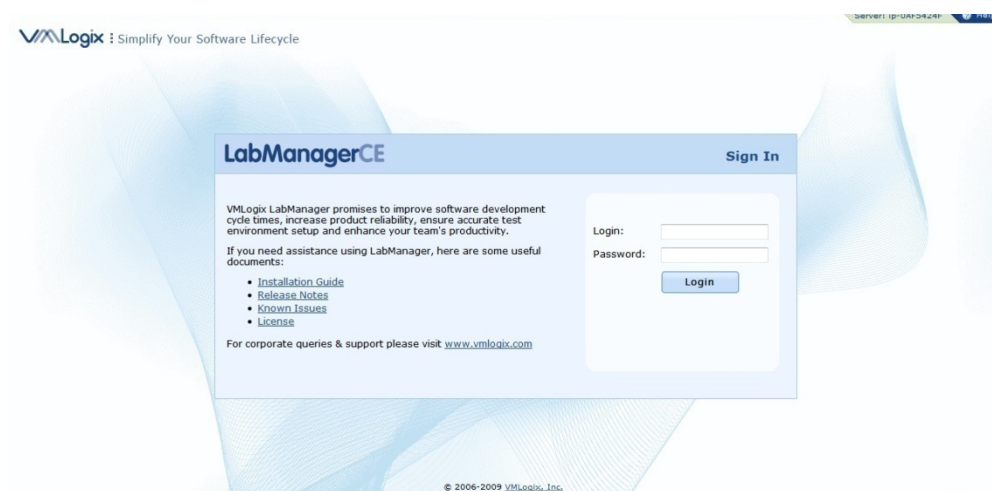 Server: ip-0AF5424F
VMLogix : Simplify Your Software Lifecycle
LabManagerCE
Sign In
VMLogix LabManager promises to improve software development
cycle times, increase product reliability, ensure accurate test
environment setup and enhance your team's productivity.
If you need assistance using LabManager, here are some useful
documents:
• Installation Guide
• Release Notes
• Known Issues
• License
For corporate queries & support please visit www.vmlogix.com
Login:
Password:
Login
© 2006-2009 VMLogix, Inc.